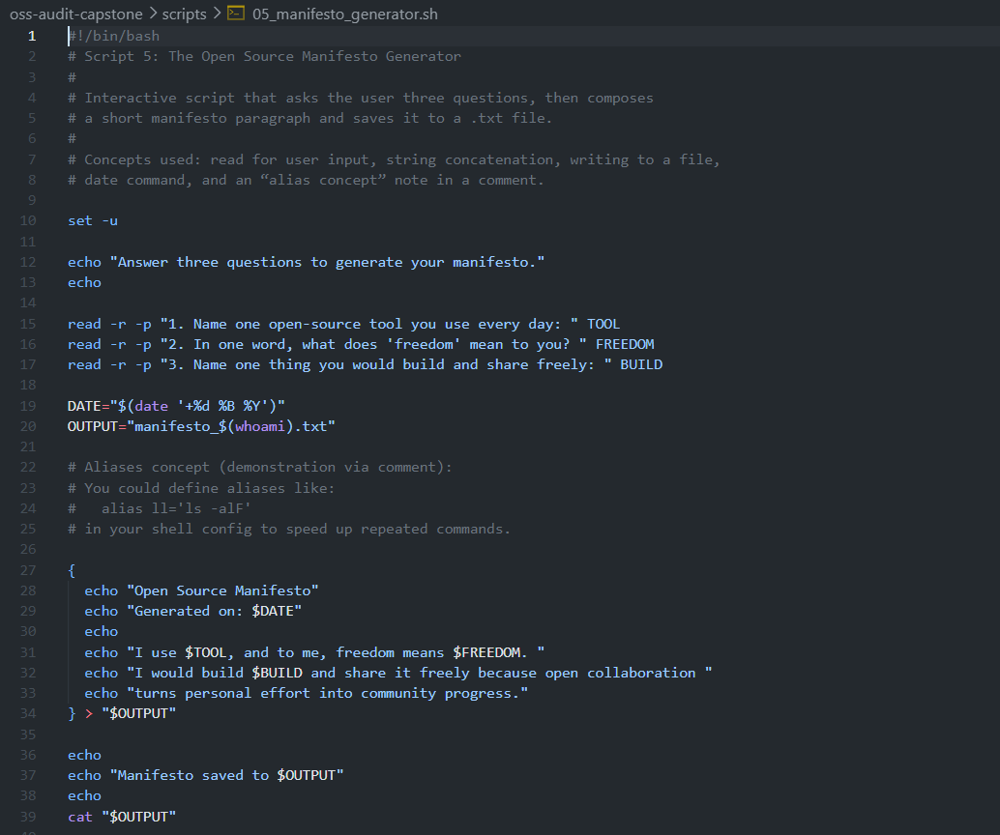 oss-audit-capstone > scripts > 05_manifesto_generator.sh
1 #!/bin/bash
2 # Script 5: The Open Source Manifesto Generator
3 #
4 # Interactive script that asks the user three questions, then composes
5 # a short manifesto paragraph and saves it to a .txt file.
6 #
7 # Concepts used: read for user input, string concatenation, writing to a file,
8 # date command, and an “alias concept” note in a comment.
9
10 set -u
11
12 echo "Answer three questions to generate your manifesto."
13 echo
14
15 read -r -p "1. Name one open-source tool you use every day: " TOOL
16 read -r -p "2. In one word, what does 'freedom' mean to you? " FREEDOM
17 read -r -p "3. Name one thing you would build and share freely: " BUILD
18
19 DATE="$(date '+%d %B %Y')"
20 OUTPUT="manifesto_$(whoami).txt"
21
22 # Aliases concept (demonstration via comment):
23 # You could define aliases like:
24 #   alias ll='ls -alF'
25 # in your shell config to speed up repeated commands.
26
27 {
28   echo "Open Source Manifesto"
29   echo "Generated on: $DATE"
30   echo
31   echo "I use $TOOL, and to me, freedom means $FREEDOM. "
32   echo "I would build $BUILD and share it freely because open collaboration "
33   echo "turns personal effort into community progress."
34 } > "$OUTPUT"
35
36 echo
37 echo "Manifesto saved to $OUTPUT"
38 echo
39 cat "$OUTPUT"